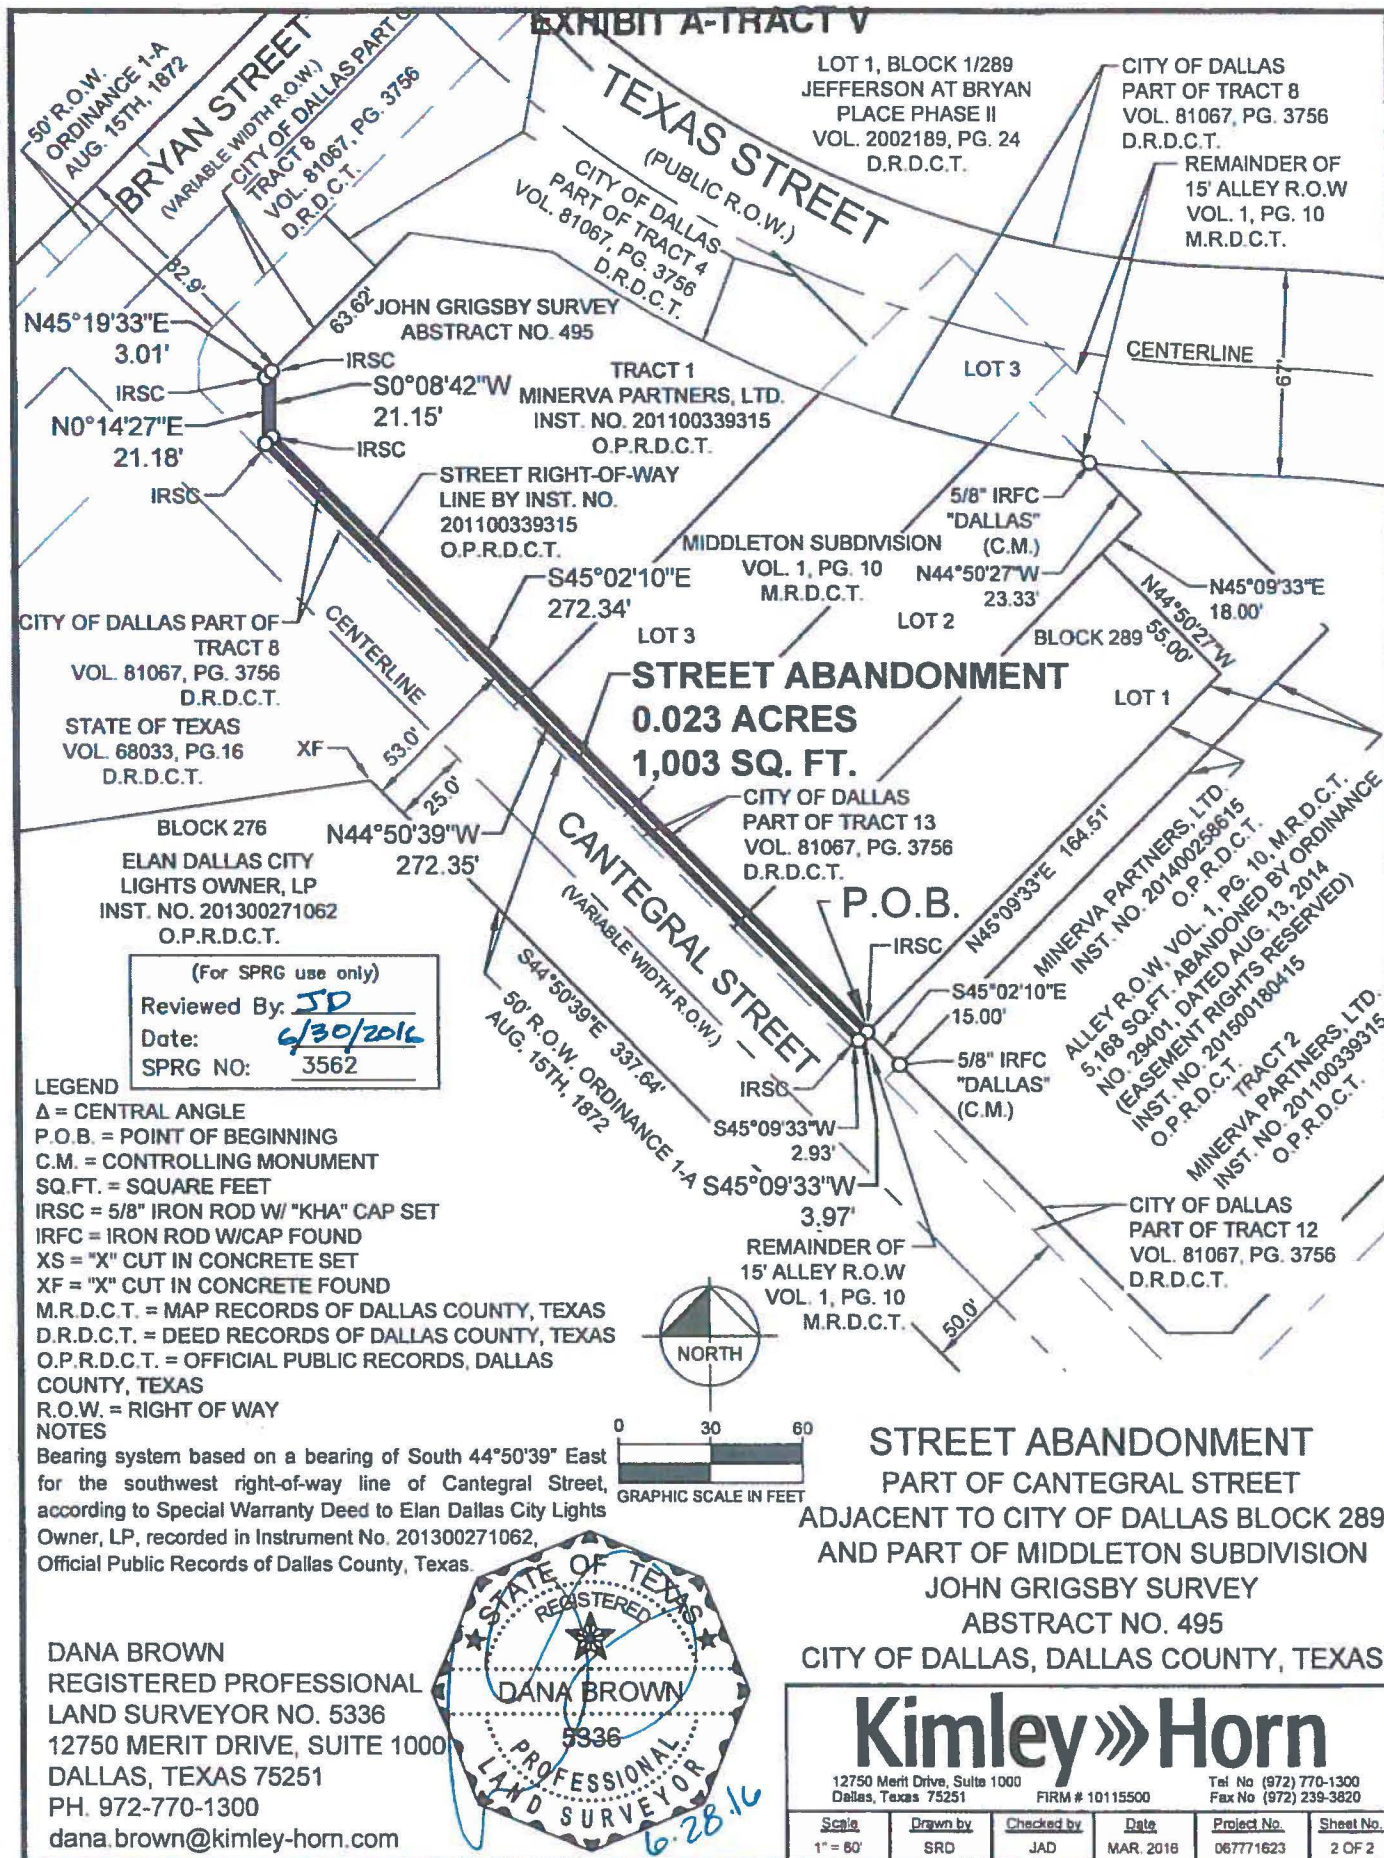 EXHIBIT A-TRACT V
50' R.O.W.
ORDINANCE 1-A
AUG. 15TH, 1872
BRYAN STREET
(VARIABLE WIDTH R.O.W.)
CITY OF DALLAS PART O
TRACT 8
VOL. 81067, PG. 3756
D.R.D.C.T.
TEXAS STREET
(PUBLIC R.O.W.)
CITY OF DALLAS
PART OF TRACT 4
VOL. 81067, PG. 3756
D.R.D.C.T.
LOT 1, BLOCK 1/289
JEFFERSON AT BRYAN
PLACE PHASE II
VOL. 2002189, PG. 24
D.R.D.C.T.
CITY OF DALLAS
PART OF TRACT 8
VOL. 81067, PG. 3756
D.R.D.C.T.
REMAINDER OF
15' ALLEY R.O.W
VOL. 1, PG. 10
M.R.D.C.T.
82.9'
63.62'
JOHN GRIGSBY SURVEY
ABSTRACT NO. 495
N45°19'33"E
3.01'
IRSC
IRSC
S0°08'42"W
21.15'
N0°14'27"E
21.18'
IRSC
IRSC
TRACT 1
MINERVA PARTNERS, LTD.
INST. NO. 201100339315
O.P.R.D.C.T.
LOT 3
CENTERLINE
67'
STREET RIGHT-OF-WAY
LINE BY INST. NO.
201100339315
O.P.R.D.C.T.
5/8" IRFC
"DALLAS"
(C.M.)
MIDDLETON SUBDIVISION
VOL. 1, PG. 10
M.R.D.C.T.
N44°50'27"W
23.33'
N45°09'33"E
18.00'
N44°50'27"W
55.00'
S45°02'10"E
272.34'
LOT 3
LOT 2
BLOCK 289
LOT 1
CITY OF DALLAS PART OF
TRACT 8
VOL. 81067, PG. 3756
D.R.D.C.T.
CENTERLINE
STREET ABANDONMENT
0.023 ACRES
1,003 SQ. FT.
STATE OF TEXAS
VOL. 68033, PG.16
D.R.D.C.T.
XF
53.0'
25.0'
CITY OF DALLAS
PART OF TRACT 13
VOL. 81067, PG. 3756
D.R.D.C.T.
BLOCK 276
N44°50'39"W
272.35'
ELAN DALLAS CITY
LIGHTS OWNER, LP
INST. NO. 201300271062
O.P.R.D.C.T.
CANTEGRAL STREET
(VARIABLE WIDTH R.O.W.)
P.O.B.
IRSC
N45°09'33"E 164.51'
MINERVA PARTNERS, LTD.
INST. NO. 201400258615
O.P.R.D.C.T.
ALLEY R.O.W, VOL. 1, PG. 10, M.R.D.C.T.
5,168 SQ.FT. ABANDONED BY ORDINANCE
NO. 29401, DATED AUG. 13, 2014
(EASEMENT RIGHTS RESERVED)
INST. NO. 201500180415
O.P.R.D.C.T.
TRACT 2
MINERVA PARTNERS, LTD.
INST. NO. 201100339315
O.P.R.D.C.T.
S44°50'39"E 337.64'
50' R.O.W. ORDINANCE 1-A
AUG. 15TH, 1872
S45°02'10"E
15.00'
5/8" IRFC
"DALLAS"
(C.M.)
IRSC
S45°09'33"W
2.93'
S45°09'33"W
3.97'
REMAINDER OF
15' ALLEY R.O.W
VOL. 1, PG. 10
M.R.D.C.T.
CITY OF DALLAS
PART OF TRACT 12
VOL. 81067, PG. 3756
D.R.D.C.T.
50.0'
(For SPRG use only)
Reviewed By: JD
Date: 6/30/2016
SPRG NO: 3562
LEGEND
Δ = CENTRAL ANGLE
P.O.B. = POINT OF BEGINNING
C.M. = CONTROLLING MONUMENT
SQ.FT. = SQUARE FEET
IRSC = 5/8" IRON ROD W/ "KHA" CAP SET
IRFC = IRON ROD W/CAP FOUND
XS = "X" CUT IN CONCRETE SET
XF = "X" CUT IN CONCRETE FOUND
M.R.D.C.T. = MAP RECORDS OF DALLAS COUNTY, TEXAS
D.R.D.C.T. = DEED RECORDS OF DALLAS COUNTY, TEXAS
O.P.R.D.C.T. = OFFICIAL PUBLIC RECORDS, DALLAS
COUNTY, TEXAS
R.O.W. = RIGHT OF WAY
NOTES
Bearing system based on a bearing of South 44°50'39" East
for the southwest right-of-way line of Cantegral Street,
according to Special Warranty Deed to Elan Dallas City Lights
Owner, LP, recorded in Instrument No. 201300271062,
Official Public Records of Dallas County, Texas.
NORTH
0 30 60
GRAPHIC SCALE IN FEET
STREET ABANDONMENT
PART OF CANTEGRAL STREET
ADJACENT TO CITY OF DALLAS BLOCK 289
AND PART OF MIDDLETON SUBDIVISION
JOHN GRIGSBY SURVEY
ABSTRACT NO. 495
CITY OF DALLAS, DALLAS COUNTY, TEXAS
DANA BROWN
REGISTERED PROFESSIONAL
LAND SURVEYOR NO. 5336
12750 MERIT DRIVE, SUITE 1000
DALLAS, TEXAS 75251
PH. 972-770-1300
dana.brown@kimley-horn.com
STATE OF TEXAS
REGISTERED
DANA BROWN
5336
PROFESSIONAL
LAND SURVEYOR
6.28.16
Kimley»Horn
12750 Merit Drive, Suite 1000
Dallas, Texas 75251
FIRM # 10115500
Tel. No (972) 770-1300
Fax No (972) 239-3820
Scale Drawn by Checked by Date Project No. Sheet No.
1" = 60' SRD JAD MAR. 2016 067771623 2 OF 2